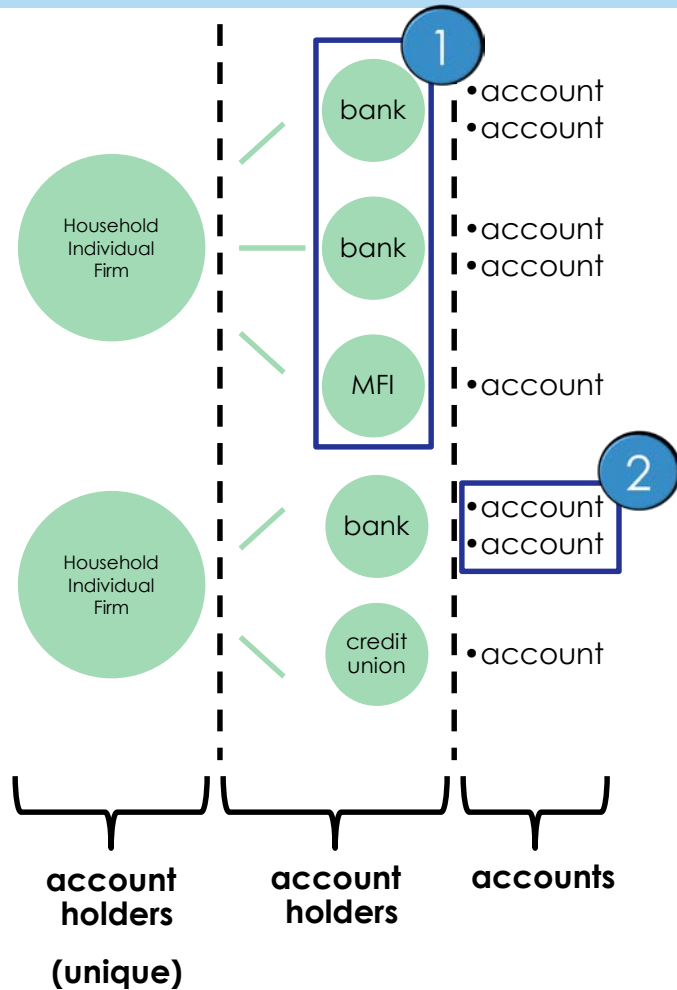 1
bank
•account
•account
Household
Individual
Firm
bank
•account
•account
MFI
•account
2
bank
•account
•account
Household
Individual
Firm
credit
union
•account
account
holders
(unique)
account
holders
accounts